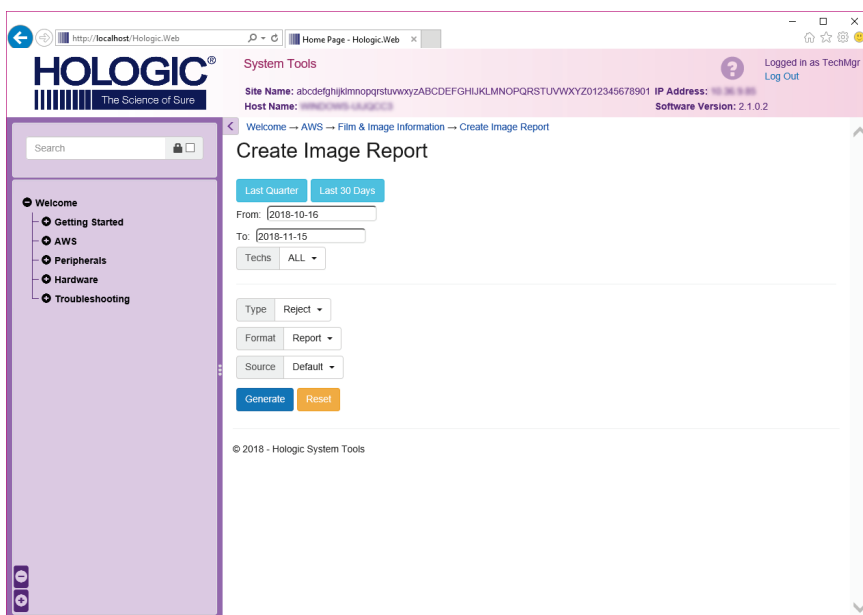 http://localhost/Hologic.Web
Home Page - Hologic.Web
HOLOGIC®
The Science of Sure
System Tools
Logged in as TechMgr
Log Out
Site Name: abcdefghijklmnopqrstuvwxyzABCDEFGHIJKLMNOPQRSTUVWXYZ012345678901 IP Address:
Host Name:
Software Version: 2.1.0.2
Search
Welcome
Getting Started
AWS
Peripherals
Hardware
Troubleshooting
Welcome → AWS → Film & Image Information → Create Image Report
Create Image Report
Last Quarter Last 30 Days
From: 2018-10-16
To: 2018-11-15
Techs ALL
Type Reject
Format Report
Source Default
Generate Reset
© 2018 - Hologic System Tools